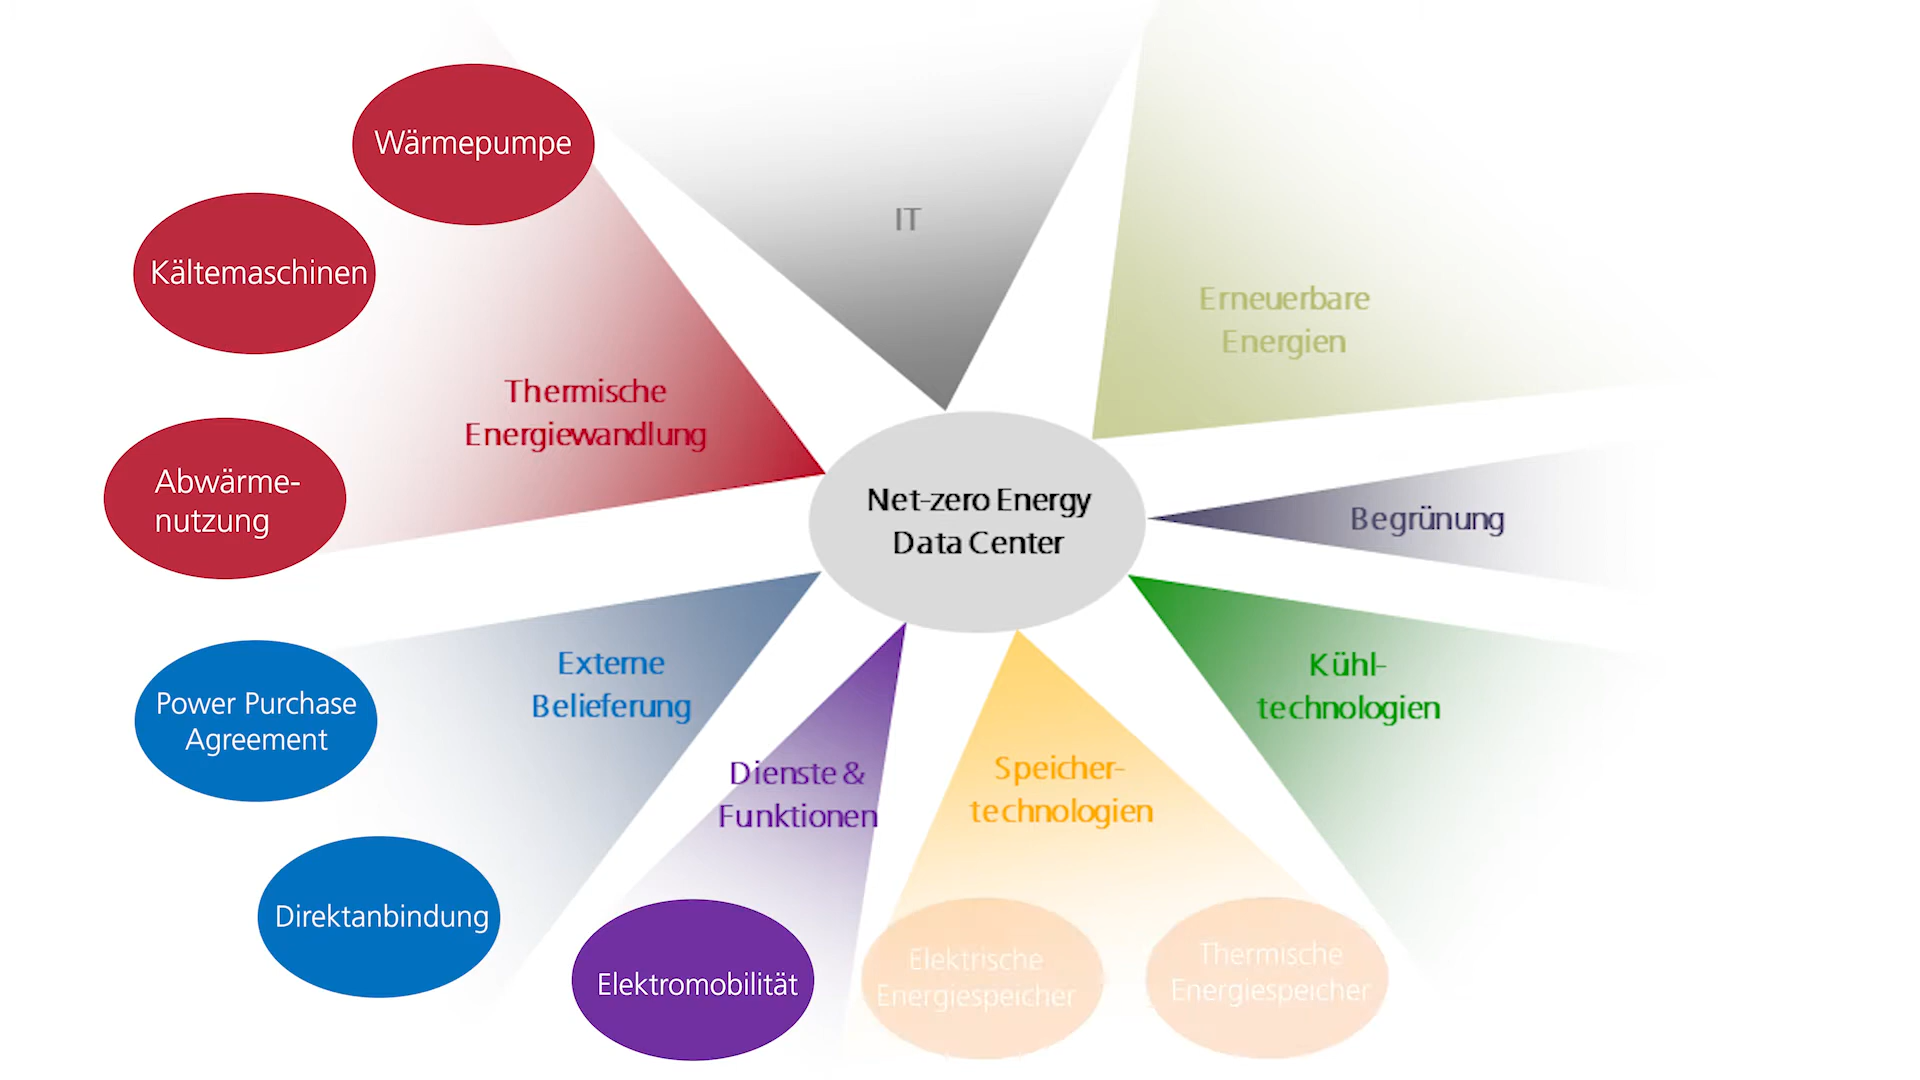 Wärmepumpe
Kältemaschinen
Abwärme-
nutzung
Thermische
Energiewandlung
IT
Erneuerbare
Energien
Net-zero Energy
Data Center
Begrünung
Power Purchase
Agreement
Externe
Belieferung
Direktanbindung
Dienste &
Funktionen
Elektromobilität
Speicher-
technologien
Elektrische
Energiespeicher
Thermische
Energiespeicher
Kühl-
technologien